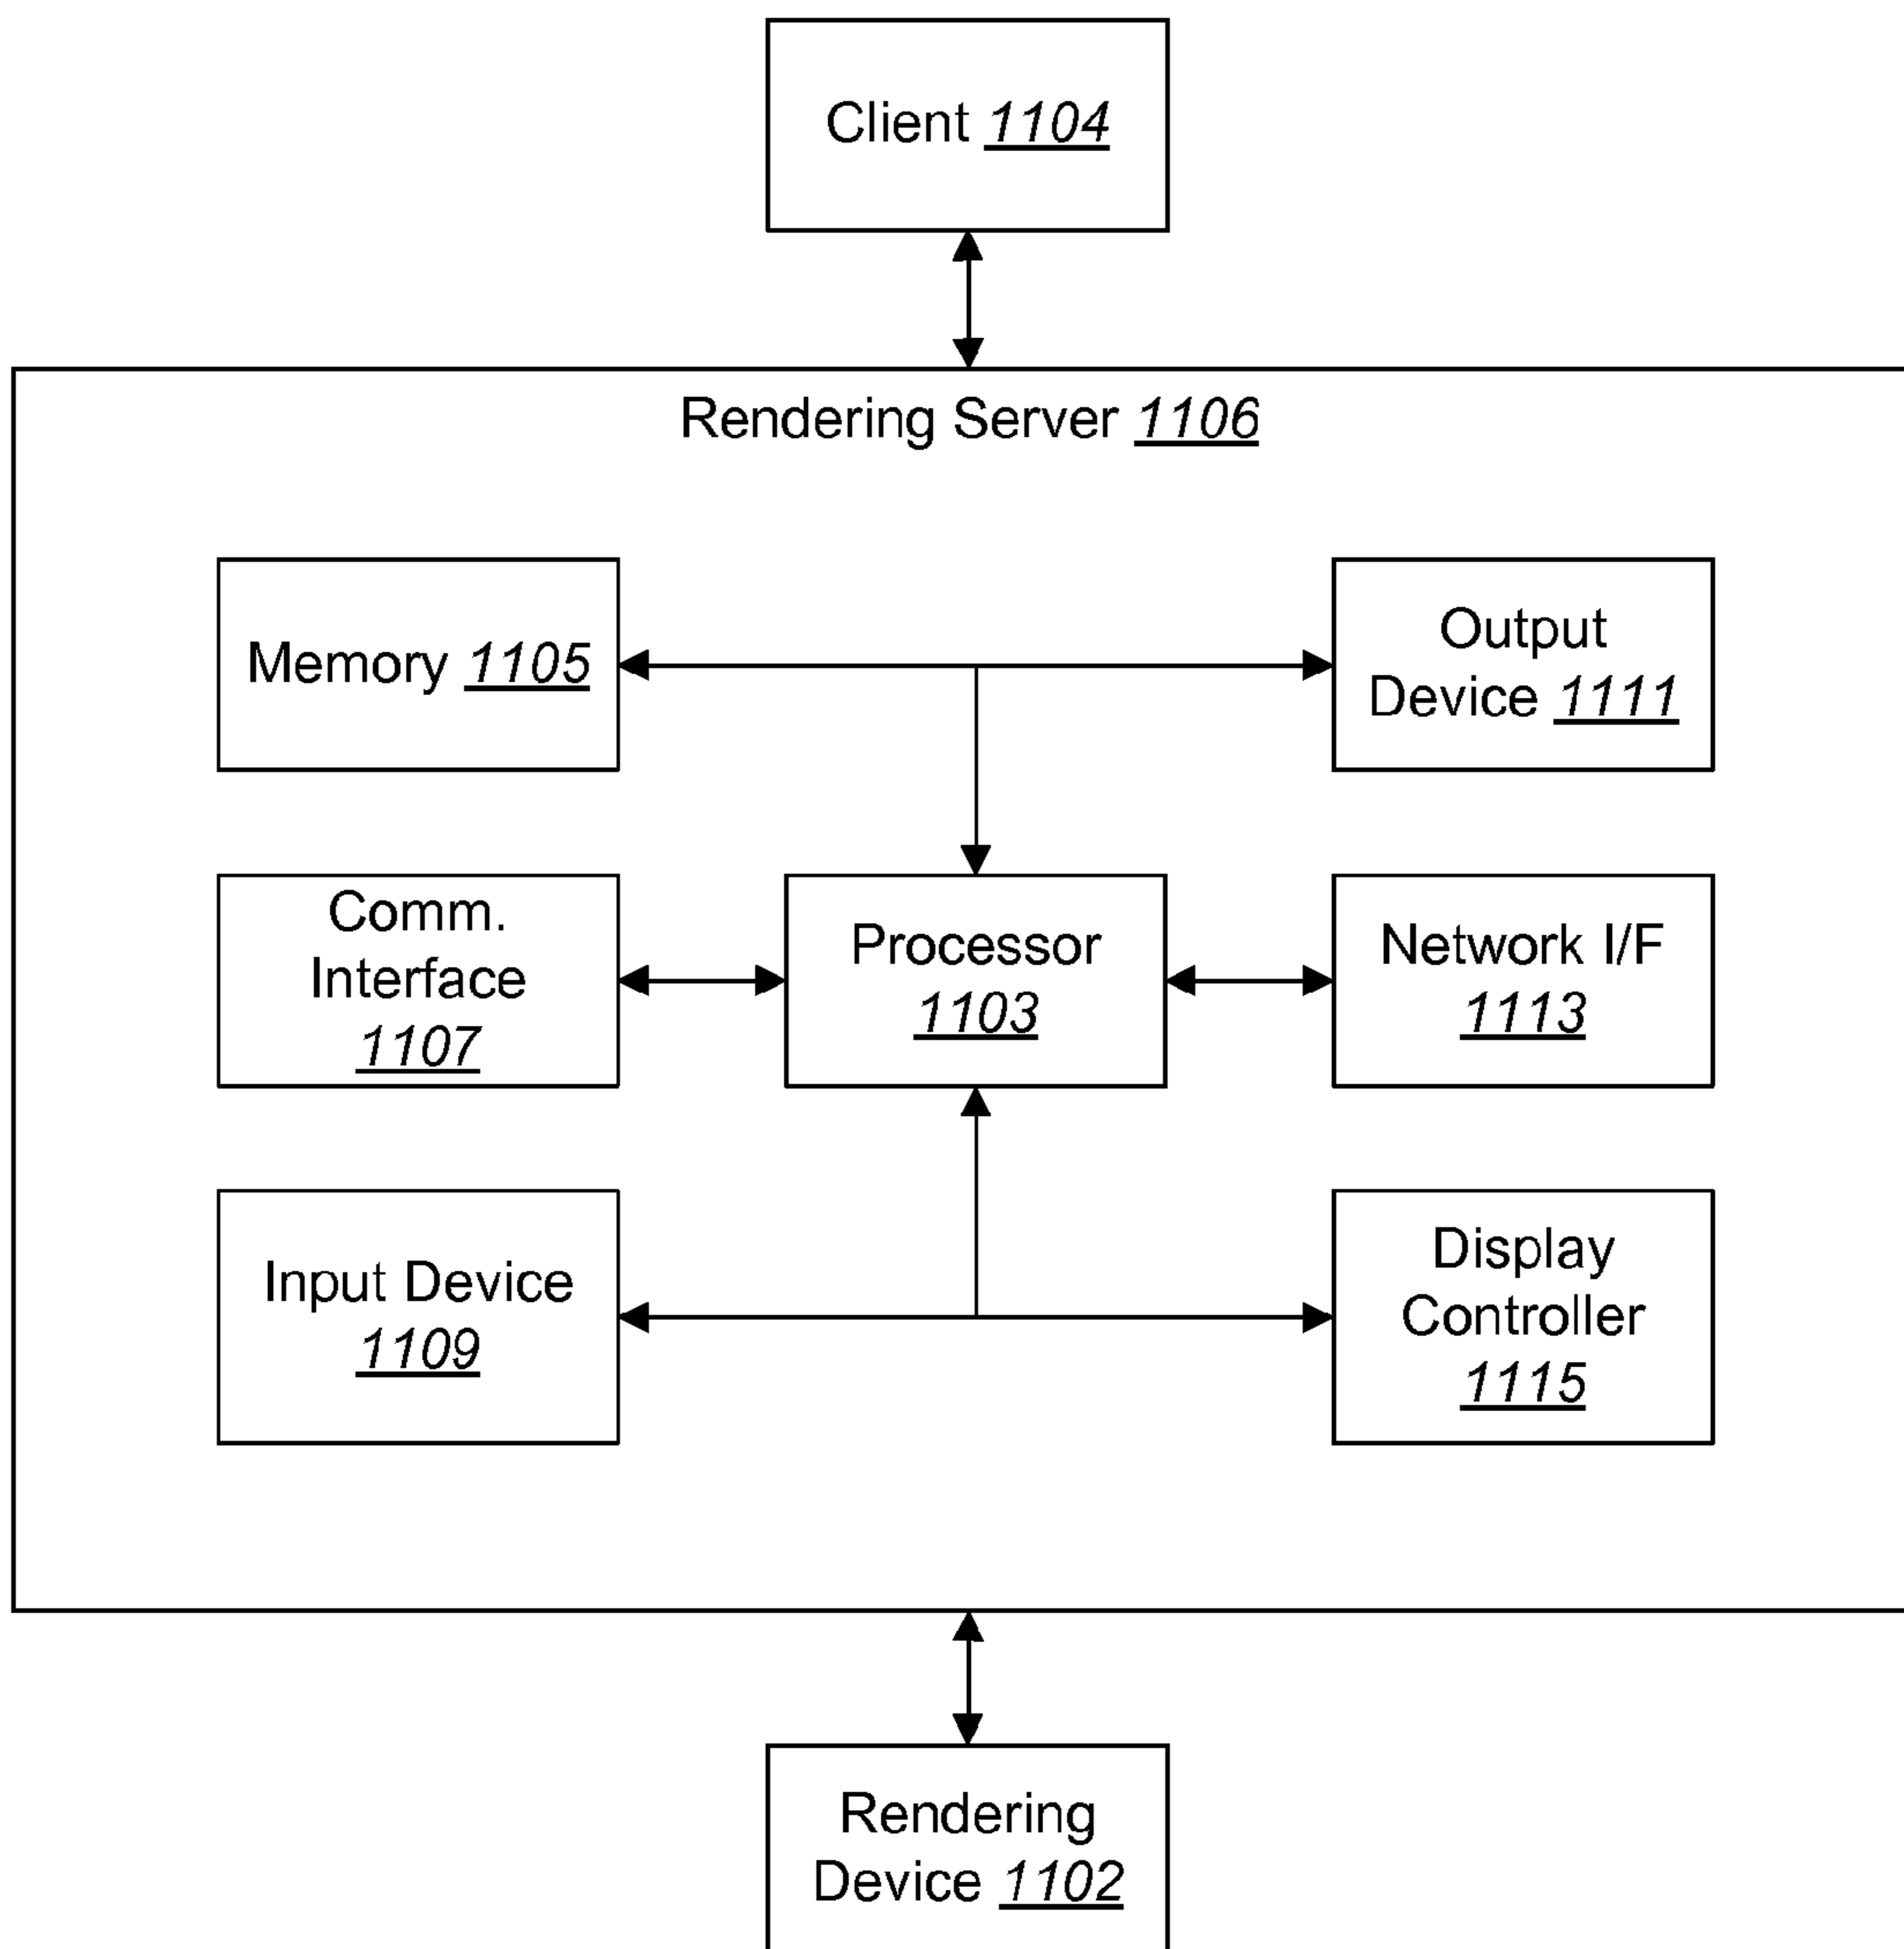 Client 1104
Rendering Server 1106
Memory 1105
Output
Device 1111
Comm.
Interface
1107
Processor
1103
Network I/F
1113
Input Device
1109
Display
Controller
1115
Rendering
Device 1102